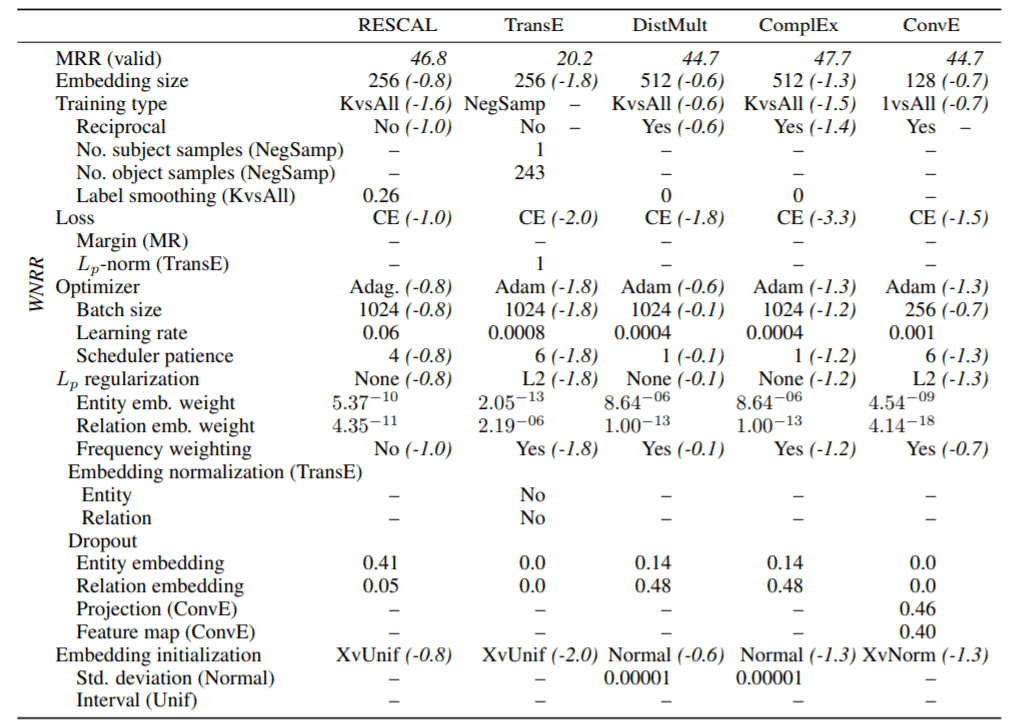 RESCAL TransE DistMult ComplEx ConvE
WNRR
MRR (valid) 46.8 20.2 44.7 47.7 44.7
Embedding size 256 (-0.8) 256 (-1.8) 512 (-0.6) 512 (-1.3) 128 (-0.7)
Training type KvsAll (-1.6) NegSamp – KvsAll (-0.6) KvsAll (-1.5) 1vsAll (-0.7)
Reciprocal No (-1.0) No – Yes (-0.6) Yes (-1.4) Yes –
No. subject samples (NegSamp) – 1 – – –
No. object samples (NegSamp) – 243 – – –
Label smoothing (KvsAll) 0.26 0 0 –
Loss CE (-1.0) CE (-2.0) CE (-1.8) CE (-3.3) CE (-1.5)
Margin (MR) – – – – –
Lₚ-norm (TransE) – 1 – – –
Optimizer Adag. (-0.8) Adam (-1.8) Adam (-0.6) Adam (-1.3) Adam (-1.3)
Batch size 1024 (-0.8) 1024 (-1.8) 1024 (-0.1) 1024 (-1.2) 256 (-0.7)
Learning rate 0.06 0.0008 0.0004 0.0004 0.001
Scheduler patience 4 (-0.8) 6 (-1.8) 1 (-0.1) 1 (-1.2) 6 (-1.3)
Lₚ regularization None (-0.8) L2 (-1.8) None (-0.1) None (-1.2) L2 (-1.3)
Entity emb. weight 5.37⁻¹⁰ 2.05⁻¹³ 8.64⁻⁰⁶ 8.64⁻⁰⁶ 4.54⁻⁰⁹
Relation emb. weight 4.35⁻¹¹ 2.19⁻⁰⁶ 1.00⁻¹³ 1.00⁻¹³ 4.14⁻¹⁸
Frequency weighting No (-1.0) Yes (-1.8) Yes (-0.1) Yes (-1.2) Yes (-0.7)
Embedding normalization (TransE)
Entity – No – – –
Relation – No – – –
Dropout
Entity embedding 0.41 0.0 0.14 0.14 0.0
Relation embedding 0.05 0.0 0.48 0.48 0.0
Projection (ConvE) – – – – 0.46
Feature map (ConvE) – – – – 0.40
Embedding initialization XvUnif (-0.8) XvUnif (-2.0) Normal (-0.6) Normal (-1.3) XvNorm (-1.3)
Std. deviation (Normal) – – 0.00001 0.00001 –
Interval (Unif) – – – – –